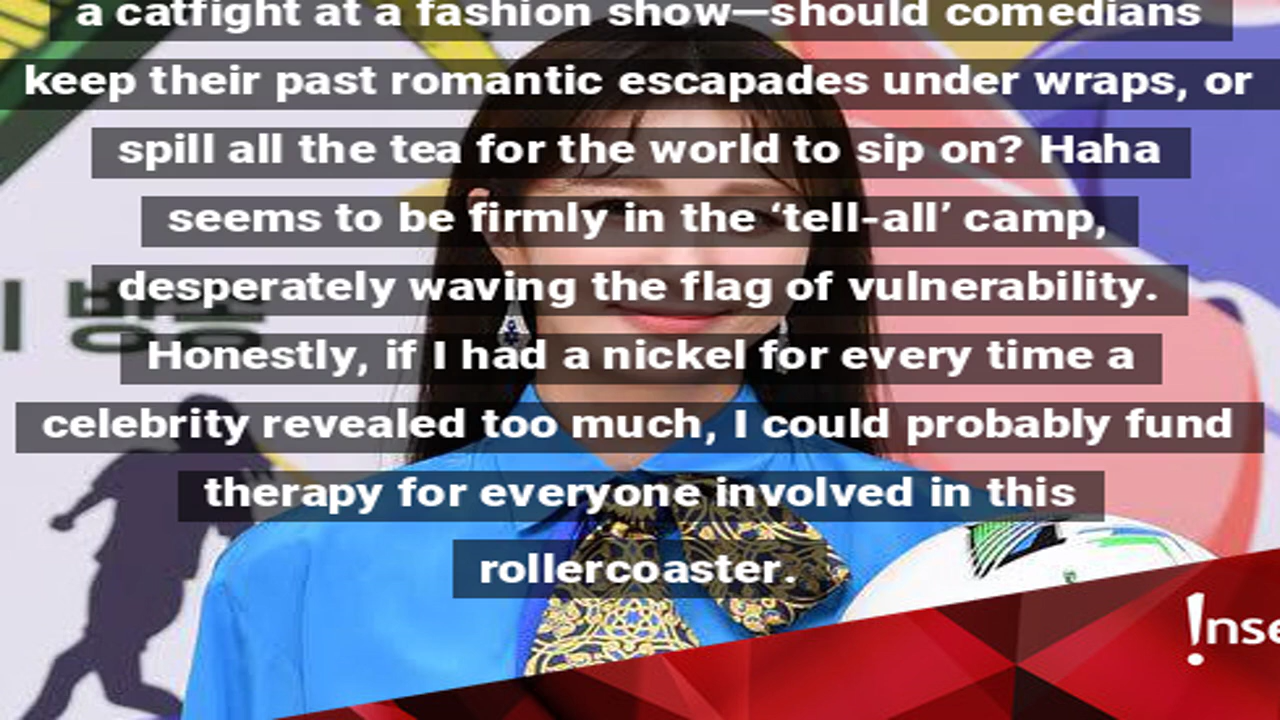 a catfight at a fashion show—should comedians
keep their past romantic escapades under wraps, or
spill all the tea for the world to sip on? Haha
seems to be firmly in the ‘tell-all’ camp,
desperately waving the flag of vulnerability.
Honestly, if I had a nickel for every time a
celebrity revealed too much, I could probably fund
therapy for everyone involved in this
rollercoaster.
방송
!nse